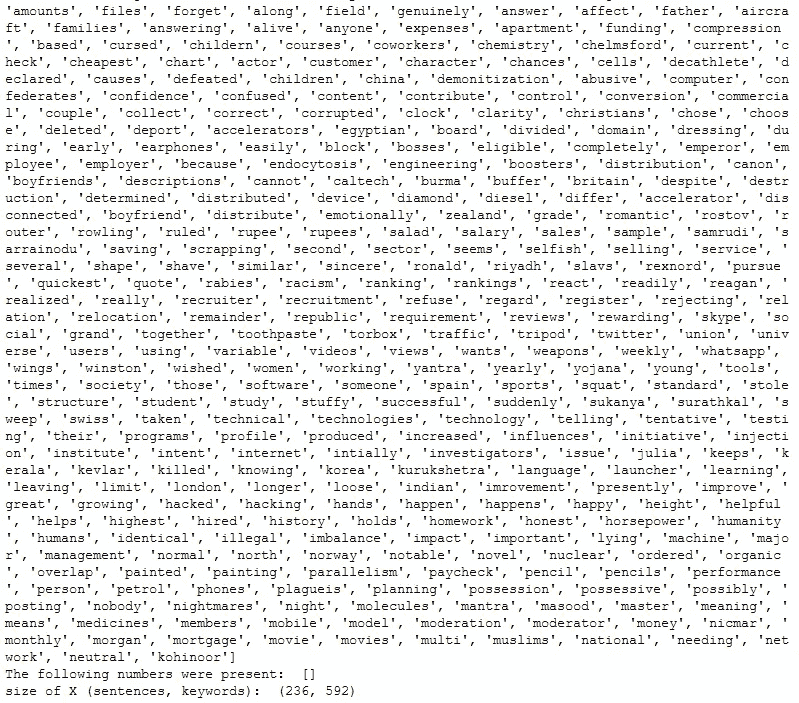 'amounts', 'files', 'forget', 'along', 'field', 'genuinely', 'answer', 'affect', 'father', 'aircra
ft', 'families', 'answering', 'alive', 'anyone', 'expenses', 'apartment', 'funding', 'compression
', 'based', 'cursed', 'childern', 'courses', 'coworkers', 'chemistry', 'chelmsford', 'current', 'c
heck', 'cheapest', 'chart', 'actor', 'customer', 'character', 'chances', 'cells', 'decathlete', 'd
eclared', 'causes', 'defeated', 'children', 'china', 'demonitization', 'abusive', 'computer', 'con
federates', 'confidence', 'confused', 'content', 'contribute', 'control', 'conversion', 'commercia
l', 'couple', 'collect', 'correct', 'corrupted', 'clock', 'clarity', 'christians', 'chose', 'choos
e', 'deleted', 'deport', 'accelerators', 'egyptian', 'board', 'divided', 'domain', 'dressing', 'du
ring', 'early', 'earphones', 'easily', 'block', 'bosses', 'eligible', 'completely', 'emperor', 'em
ployee', 'employer', 'because', 'endocytosis', 'engineering', 'boosters', 'distribution', 'canon',
'boyfriends', 'descriptions', 'cannot', 'caltech', 'burma', 'buffer', 'britain', 'despite', 'destr
uction', 'determined', 'distributed', 'device', 'diamond', 'diesel', 'differ', 'accelerator', 'dis
connected', 'boyfriend', 'distribute', 'emotionally', 'zealand', 'grade', 'romantic', 'rostov', 'r
outer', 'rowling', 'ruled', 'rupee', 'rupees', 'salad', 'salary', 'sales', 'sample', 'samrudi', 's
arrainodu', 'saving', 'scrapping', 'second', 'sector', 'seems', 'selfish', 'selling', 'service', '
several', 'shape', 'shave', 'similar', 'sincere', 'ronald', 'riyadh', 'slavs', 'rexnord', 'pursue
', 'quickest', 'quote', 'rabies', 'racism', 'ranking', 'rankings', 'react', 'readily', 'reagan', '
realized', 'really', 'recruiter', 'recruitment', 'refuse', 'regard', 'register', 'rejecting', 'rel
ation', 'relocation', 'remainder', 'republic', 'requirement', 'reviews', 'rewarding', 'skype', 'so
cial', 'grand', 'together', 'toothpaste', 'torbox', 'traffic', 'tripod', 'twitter', 'union', 'univ
erse', 'users', 'using', 'variable', 'videos', 'views', 'wants', 'weapons', 'weekly', 'whatsapp',
'wings', 'winston', 'wished', 'women', 'working', 'yantra', 'yearly', 'yojana', 'young', 'tools',
'times', 'society', 'those', 'software', 'someone', 'spain', 'sports', 'squat', 'standard', 'stole
', 'structure', 'student', 'study', 'stuffy', 'successful', 'suddenly', 'sukanya', 'surathkal', 's
weep', 'swiss', 'taken', 'technical', 'technologies', 'technology', 'telling', 'tentative', 'testi
ng', 'their', 'programs', 'profile', 'produced', 'increased', 'influences', 'initiative', 'injecti
on', 'institute', 'intent', 'internet', 'intially', 'investigators', 'issue', 'julia', 'keeps', 'k
erala', 'kevlar', 'killed', 'knowing', 'korea', 'kurukshetra', 'language', 'launcher', 'learning',
'leaving', 'limit', 'london', 'longer', 'loose', 'indian', 'imrovement', 'presently', 'improve', '
great', 'growing', 'hacked', 'hacking', 'hands', 'happen', 'happens', 'happy', 'height', 'helpful
', 'helps', 'highest', 'hired', 'history', 'holds', 'homework', 'honest', 'horsepower', 'humanity
', 'humans', 'identical', 'illegal', 'imbalance', 'impact', 'important', 'lying', 'machine', 'majo
r', 'management', 'normal', 'north', 'norway', 'notable', 'novel', 'nuclear', 'ordered', 'organic
', 'overlap', 'painted', 'painting', 'parallelism', 'paycheck', 'pencil', 'pencils', 'performance
', 'person', 'petrol', 'phones', 'plagueis', 'planning', 'possession', 'possessive', 'possibly', '
posting', 'nobody', 'nightmares', 'night', 'molecules', 'mantra', 'masood', 'master', 'meaning', '
means', 'medicines', 'members', 'mobile', 'model', 'moderation', 'moderator', 'money', 'nicmar', '
monthly', 'morgan', 'mortgage', 'movie', 'movies', 'multi', 'muslims', 'national', 'needing', 'net
work', 'neutral', 'kohinoor']
The following numbers were present:  []
size of X (sentences, keywords):  (236, 592)